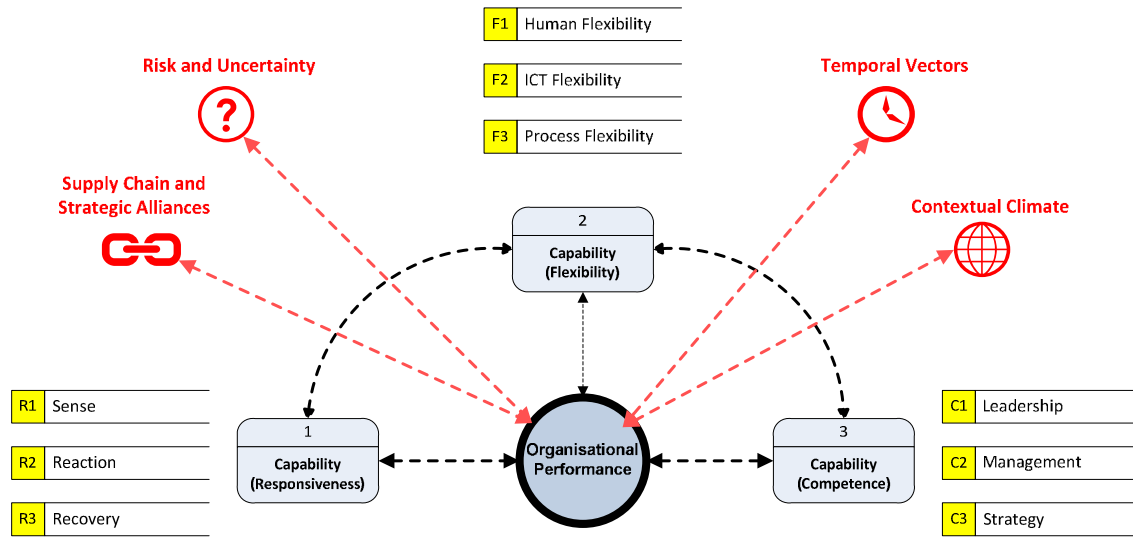 F1 Human Flexibility
F2 ICT Flexibility
F3 Process Flexibility
Risk and Uncertainty
?
Temporal Vectors
Supply Chain and
Strategic Alliances
Contextual Climate
2
Capability
(Flexibility)
R1 Sense
R2 Reaction
R3 Recovery
1
Capability
(Responsiveness)
Organisational
Performance
3
Capability
(Competence)
C1 Leadership
C2 Management
C3 Strategy